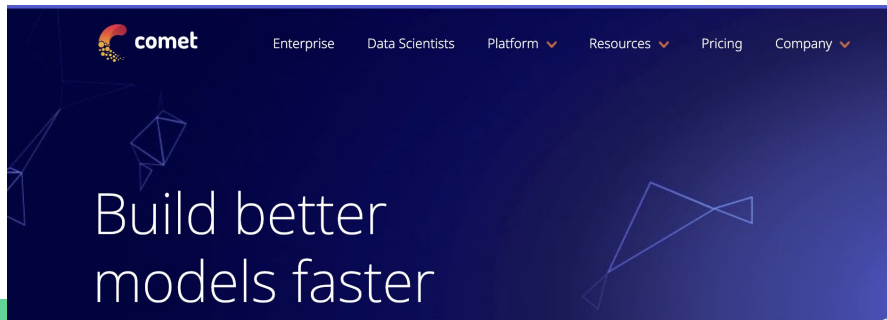 comet
Enterprise Data Scientists Platform Resources Pricing Company
Build better
models faster